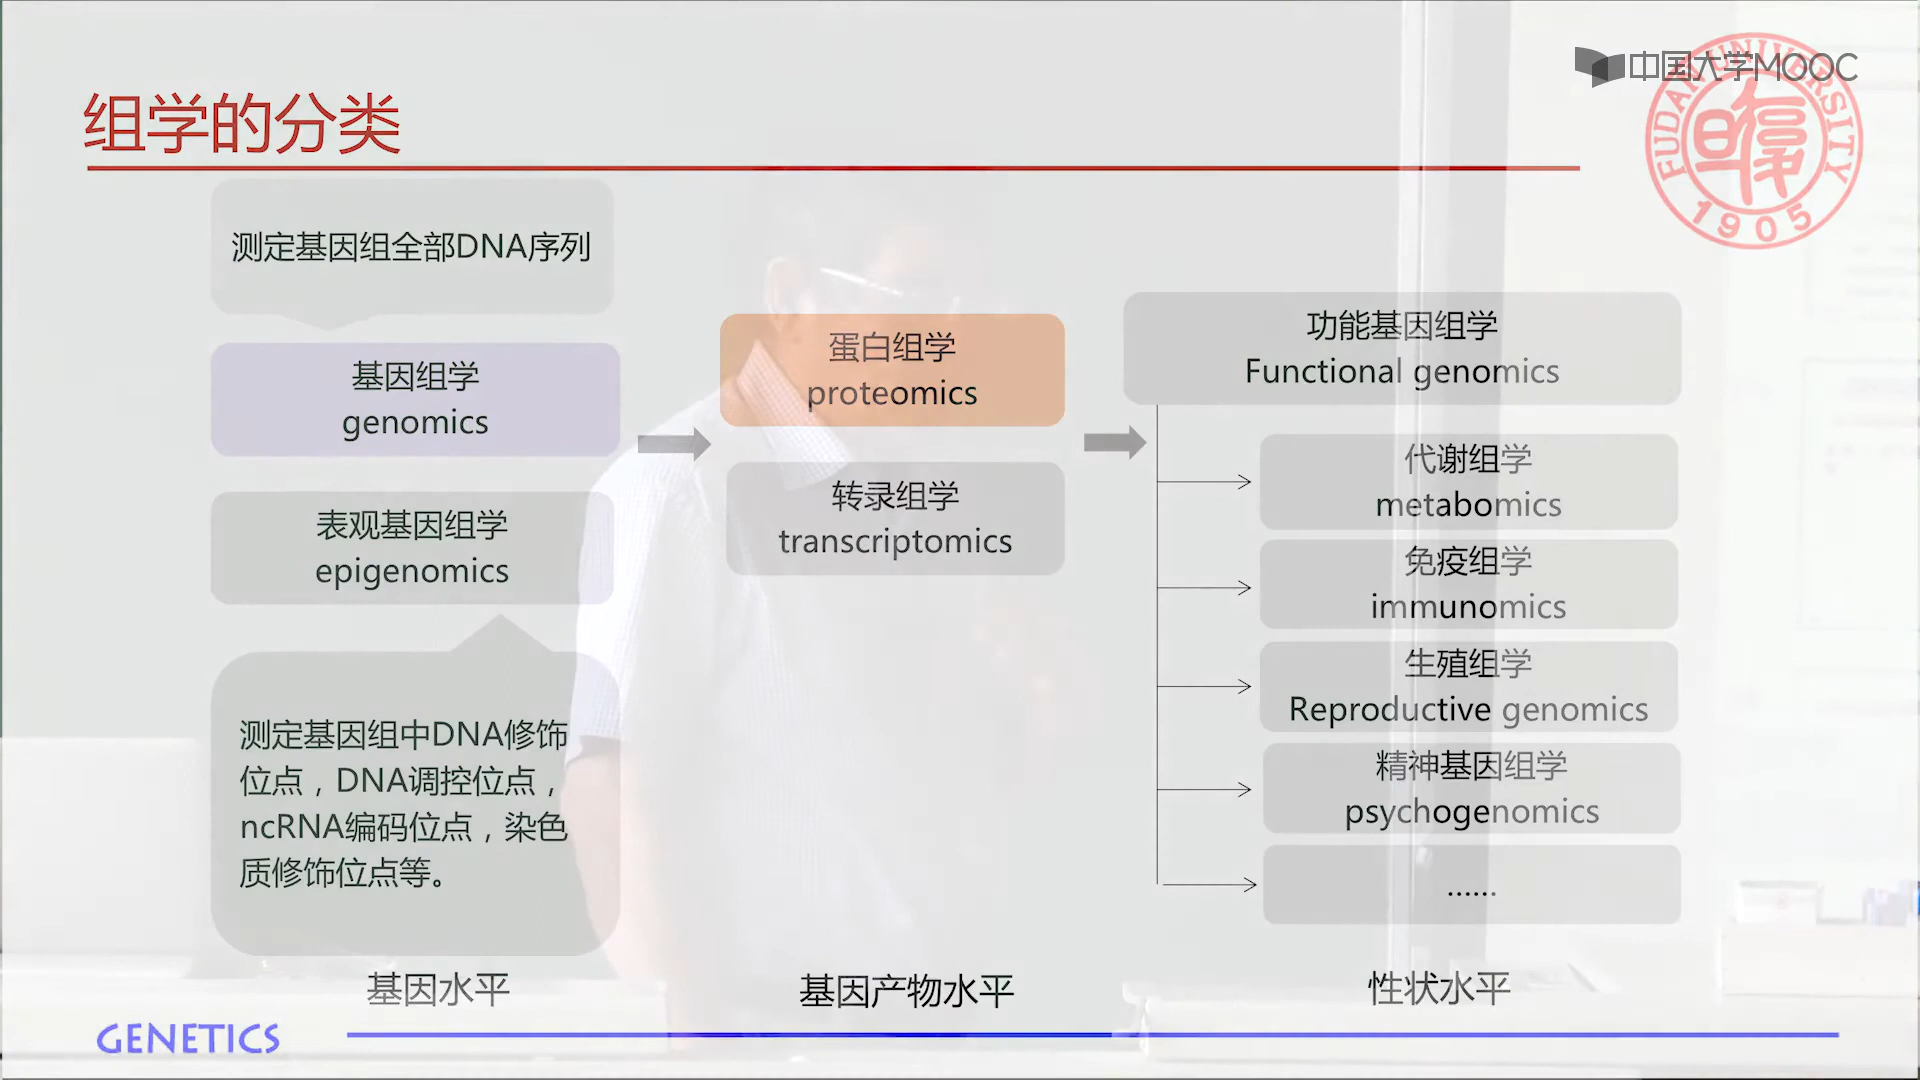 组学的分类
中国大学MOOC
FUDAN UNIVERSITY
1905
测定基因组全部DNA序列
基因组学
genomics
表观基因组学
epigenomics
测定基因组中DNA修饰
位点，DNA调控位点，
ncRNA编码位点，染色
质修饰位点等。
基因水平
蛋白组学
proteomics
转录组学
transcriptomics
基因产物水平
功能基因组学
Functional genomics
代谢组学
metabomics
免疫组学
immunomics
生殖组学
Reproductive genomics
精神基因组学
psychogenomics
……
性状水平
GENETICS